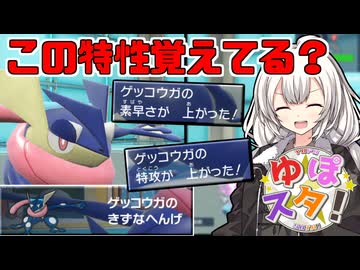 この特性覚えてる?
ゲッコウガの
素早さが 上がった!
ゲッコウガの
特攻が 上がった!
ゲッコウガの
きずなへんげ
ゆぽ
スタ!